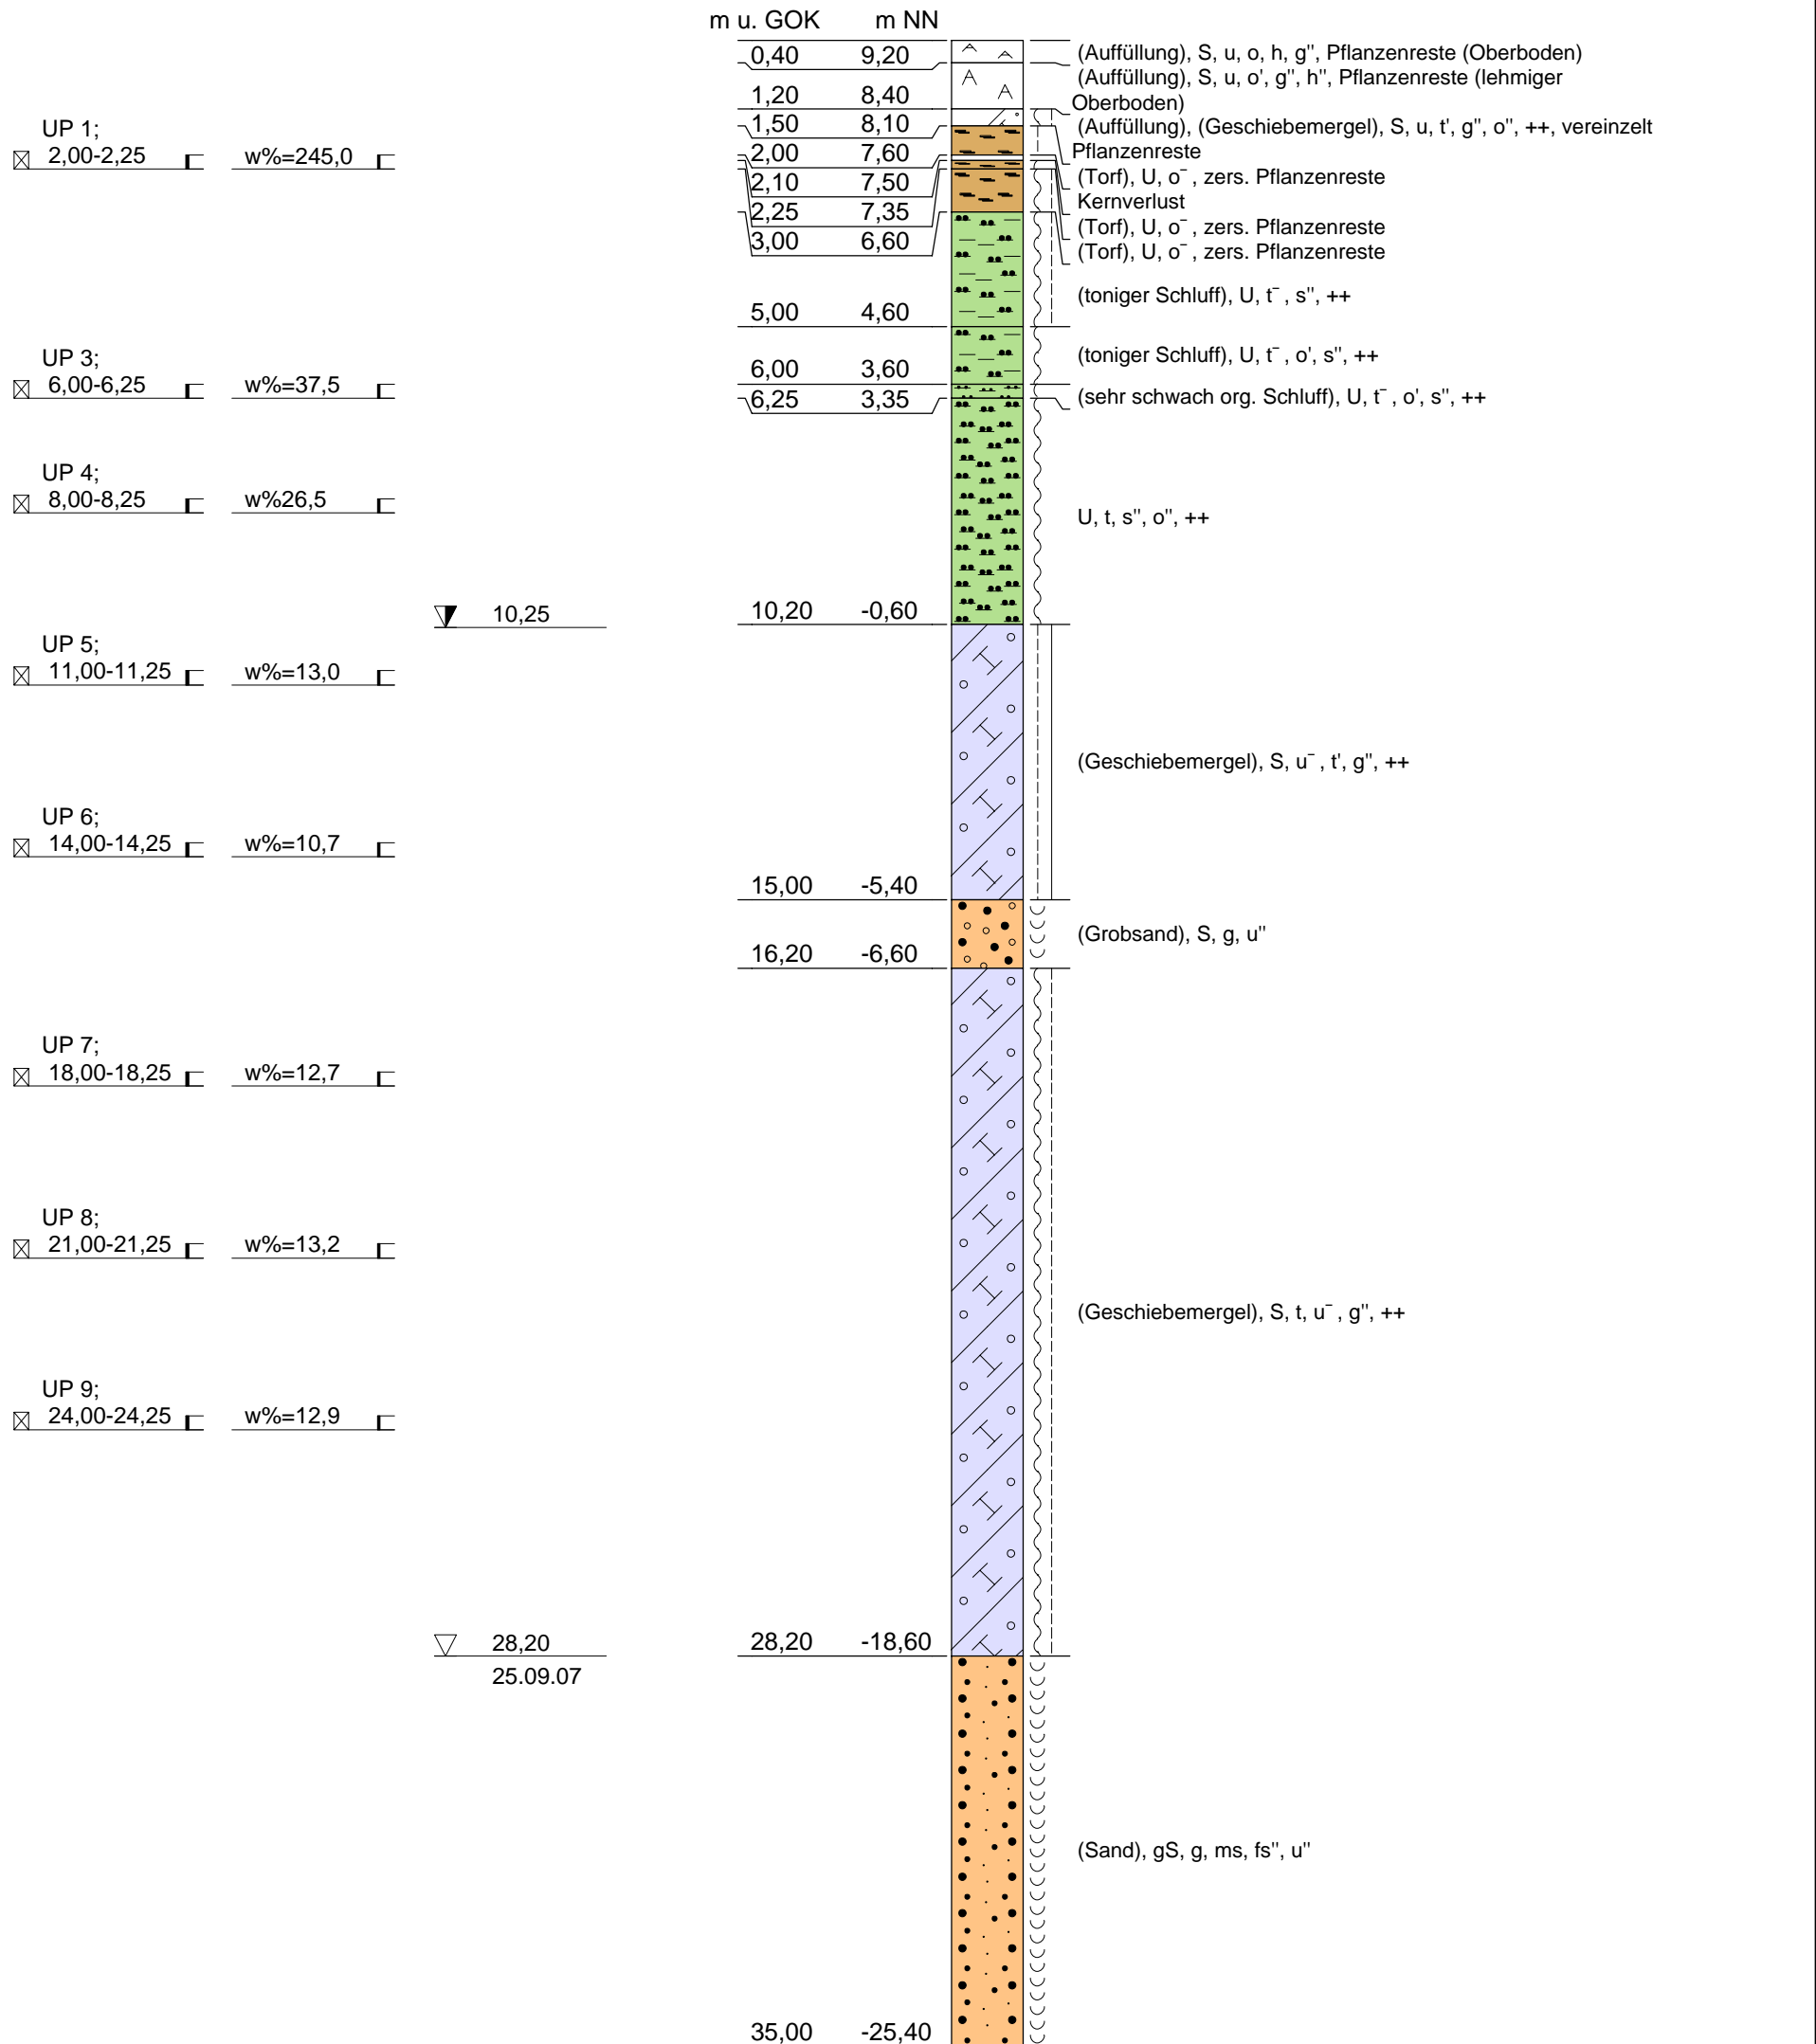 m u. GOK m NN
0,40 9,20 (Auffüllung), S, u, o, h, g'', Pflanzenreste (Oberboden)
(Auffüllung), S, u, o', g'', h'', Pflanzenreste (lehmiger
1,20 8,40 Oberboden)
UP 1; 1,50 8,10 (Auffüllung), (Geschiebemergel), S, u, t', g'', o'', ++, vereinzelt
2,00-2,25 w%=245,0 2,00 7,60 Pflanzenreste
2,10 7,50 (Torf), U, o¯ , zers. Pflanzenreste
Kernverlust
2,25 7,35 (Torf), U, o¯ , zers. Pflanzenreste
3,00 6,60 (Torf), U, o¯ , zers. Pflanzenreste
(toniger Schluff), U, t¯ , s'', ++
5,00 4,60
UP 3; (toniger Schluff), U, t¯ , o', s'', ++
6,00-6,25 w%=37,5 6,00 3,60
6,25 3,35 (sehr schwach org. Schluff), U, t¯ , o', s'', ++
UP 4;
8,00-8,25 w%26,5
U, t, s'', o'', ++
10,25 10,20 -0,60
UP 5;
11,00-11,25 w%=13,0
(Geschiebemergel), S, u¯ , t', g'', ++
UP 6;
14,00-14,25 w%=10,7
15,00 -5,40
(Grobsand), S, g, u''
16,20 -6,60
UP 7;
18,00-18,25 w%=12,7
UP 8;
21,00-21,25 w%=13,2
(Geschiebemergel), S, t, u¯ , g'', ++
UP 9;
24,00-24,25 w%=12,9
28,20 28,20 -18,60
25.09.07
(Sand), gS, g, ms, fs'', u''
35,00 -25,40